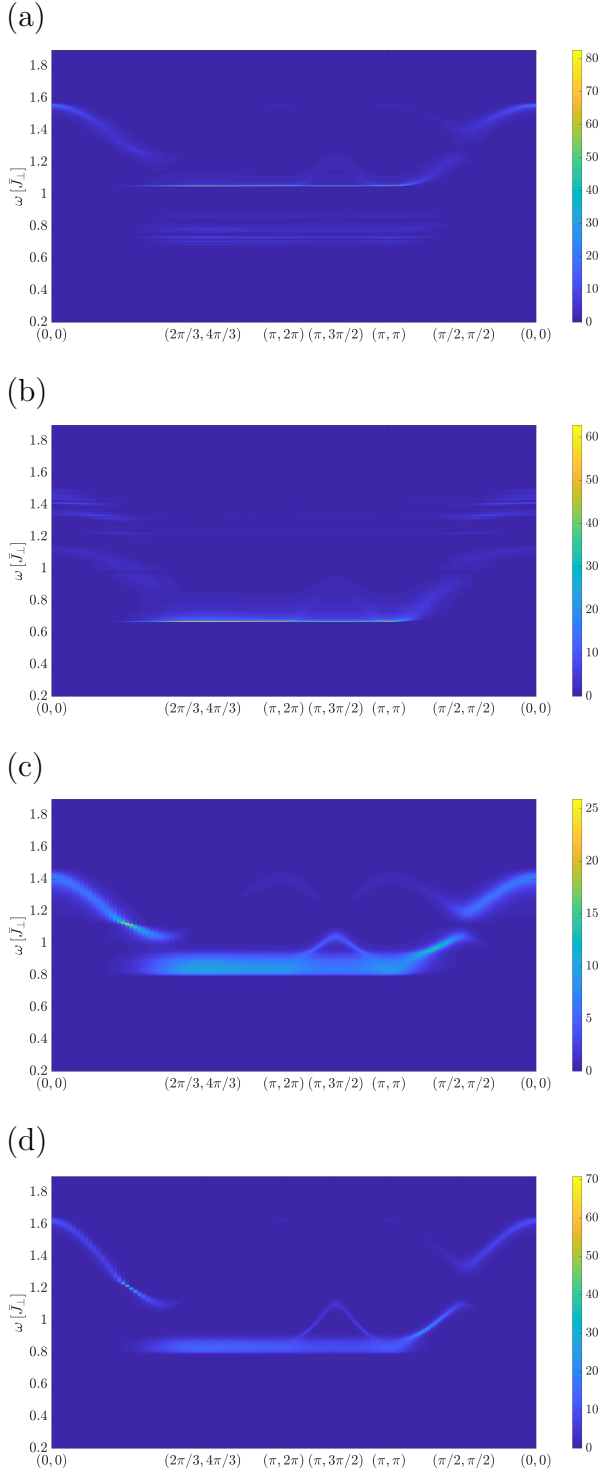 (a)
1.8
1.6
1.4
1.2
1
0.8
0.6
0.4
0.2
ω [J̄⊥]
(0, 0)
(2π/3, 4π/3)
(π, 2π)
(π, 3π/2)
(π, π)
(π/2, π/2)
(0, 0)
80
70
60
50
40
30
20
10
0
(b)
1.8
1.6
1.4
1.2
1
0.8
0.6
0.4
0.2
ω [J̄⊥]
(0, 0)
(2π/3, 4π/3)
(π, 2π)
(π, 3π/2)
(π, π)
(π/2, π/2)
(0, 0)
60
50
40
30
20
10
0
(c)
1.8
1.6
1.4
1.2
1
0.8
0.6
0.4
0.2
ω [J̄⊥]
(0, 0)
(2π/3, 4π/3)
(π, 2π)
(π, 3π/2)
(π, π)
(π/2, π/2)
(0, 0)
25
20
15
10
5
0
(d)
1.8
1.6
1.4
1.2
1
0.8
0.6
0.4
0.2
ω [J̄⊥]
(0, 0)
(2π/3, 4π/3)
(π, 2π)
(π, 3π/2)
(π, π)
(π/2, π/2)
(0, 0)
70
60
50
40
30
20
10
0